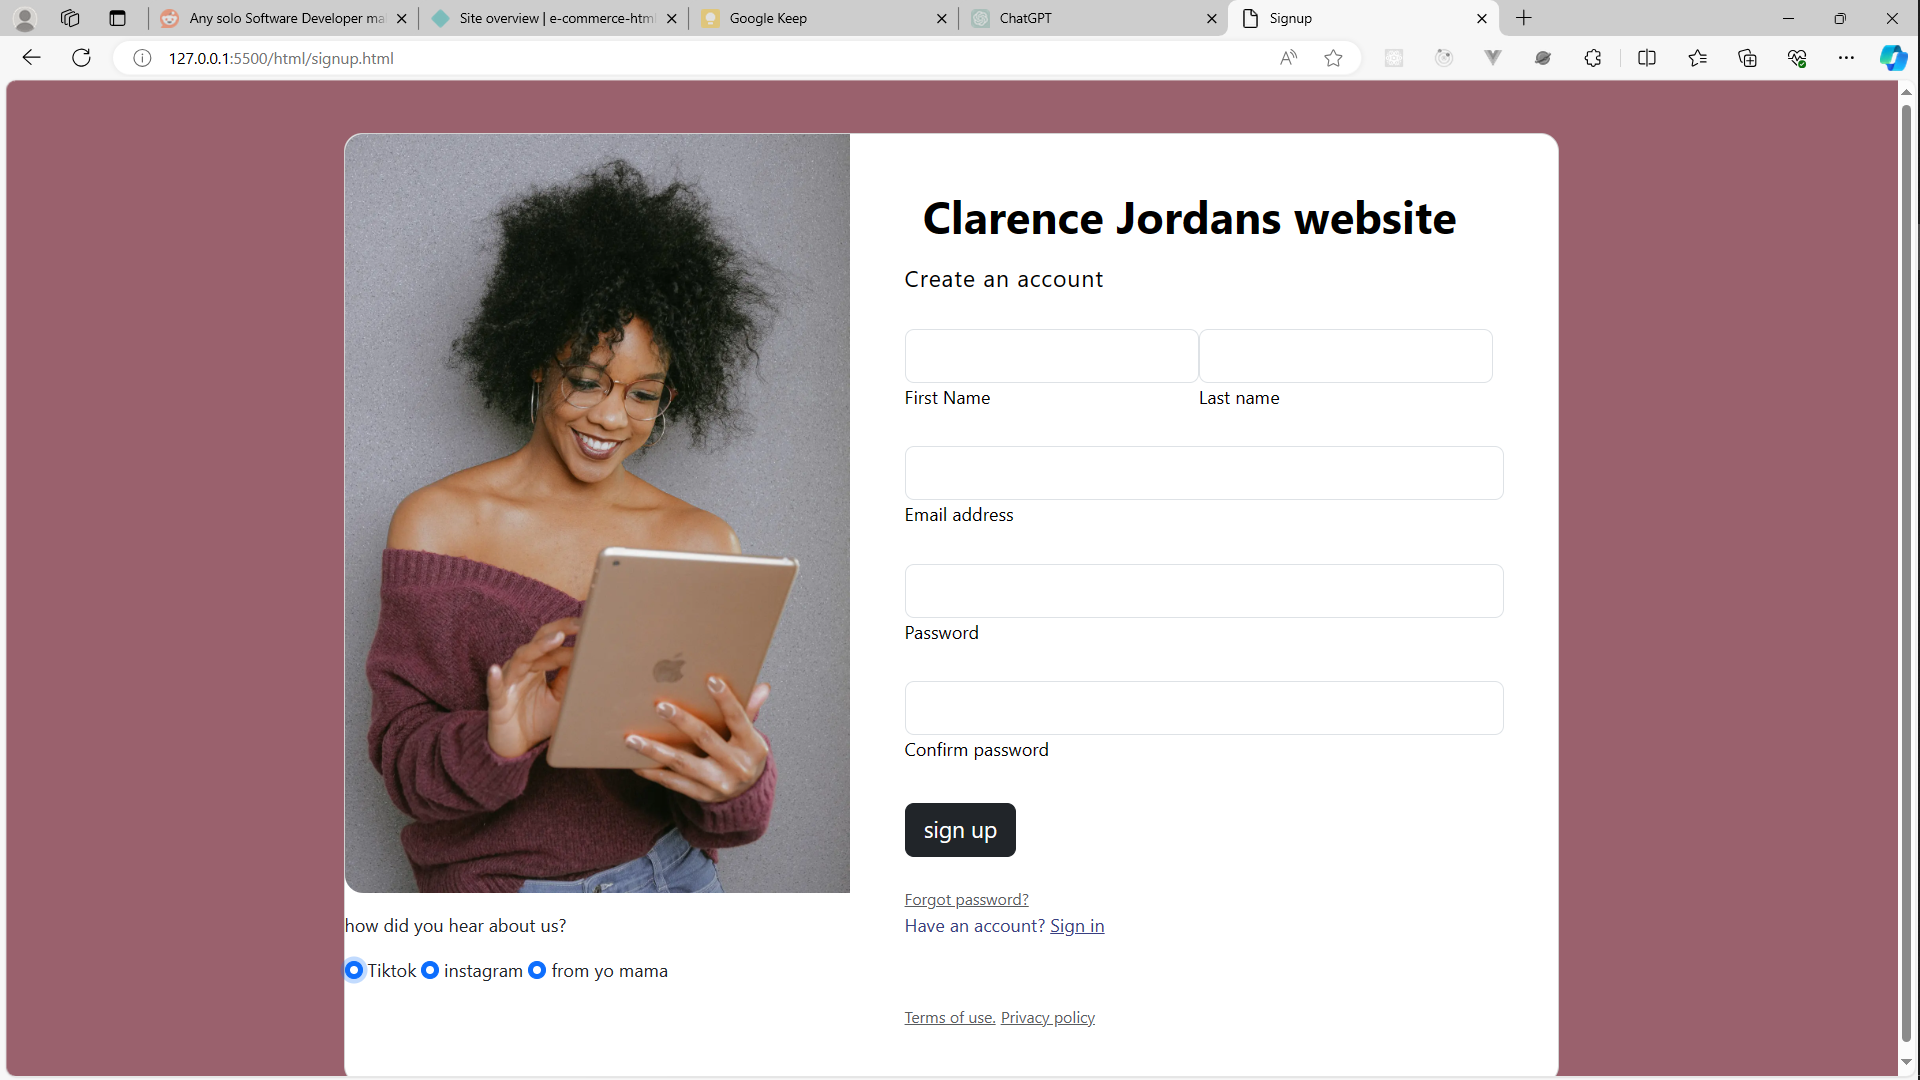 Any solo Software Developer ma
Site overview | e-commerce-htm
Google Keep
ChatGPT
Signup
127.0.0.1:5500/html/signup.html
Clarence Jordans website
Create an account
First Name
Last name
Email address
Password
Confirm password
sign up
Forgot password?
Have an account? Sign in
how did you hear about us?
Tiktok instagram from yo mama
Terms of use. Privacy policy